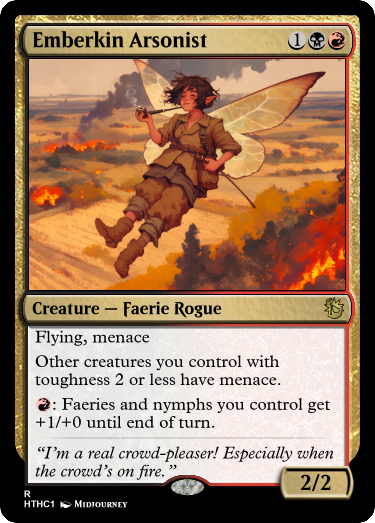 Emberkin Arsonist 1
Creature — Faerie Rogue
Flying, menace
Other creatures you control with
toughness 2 or less have menace.
: Faeries and nymphs you control get
+1/+0 until end of turn.
“I’m a real crowd-pleaser! Especially when
the crowd’s on fire.”
2/2
R
HTHC1 Midjourney